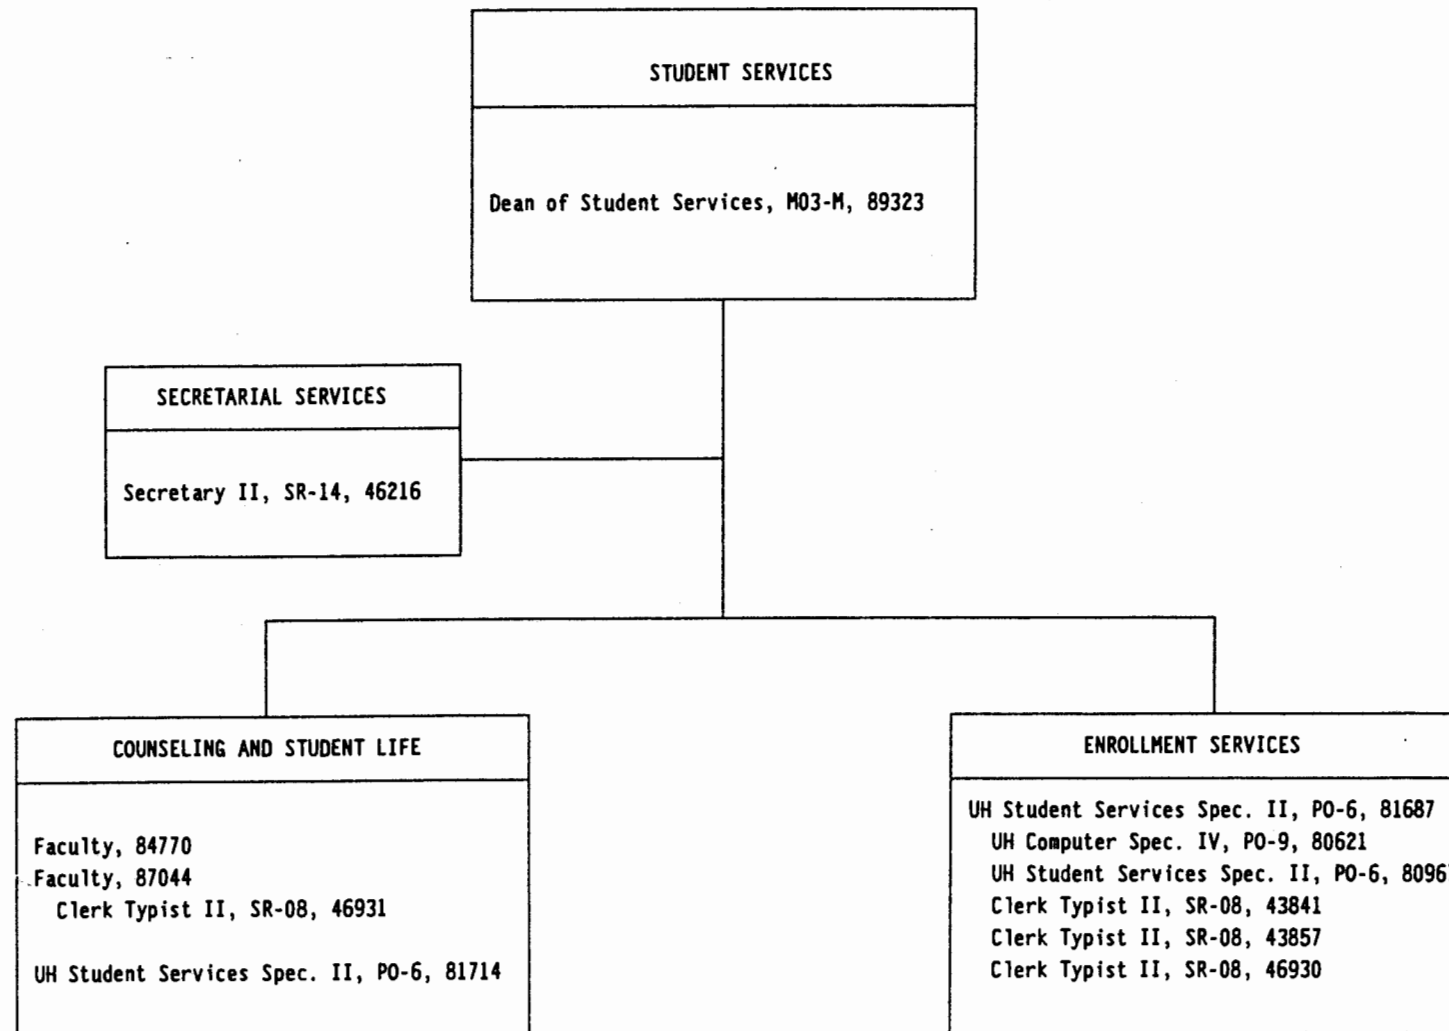 STUDENT SERVICES
Dean of Student Services, M03-M, 89323
SECRETARIAL SERVICES
Secretary II, SR-14, 46216
COUNSELING AND STUDENT LIFE
Faculty, 84770
Faculty, 87044
Clerk Typist II, SR-08, 46931
UH Student Services Spec. II, PO-6, 81714
ENROLLMENT SERVICES
UH Student Services Spec. II, PO-6, 81687
UH Computer Spec. IV, PO-9, 80621
UH Student Services Spec. II, PO-6,
Clerk Typist II, SR-08, 43841
Clerk Typist II, SR-08, 43857
Clerk Typist II, SR-08, 46930